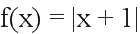 f(x) = |x + 1|